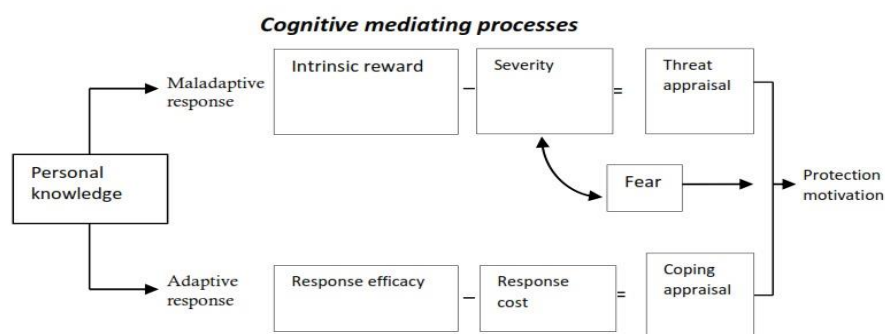 Cognitive mediating processes
Maladaptive
response
Intrinsic reward
–
Severity
=
Threat
appraisal
Personal
knowledge
Fear
Protection
motivation
Adaptive
response
Response efficacy
–
Response
cost
=
Coping
appraisal